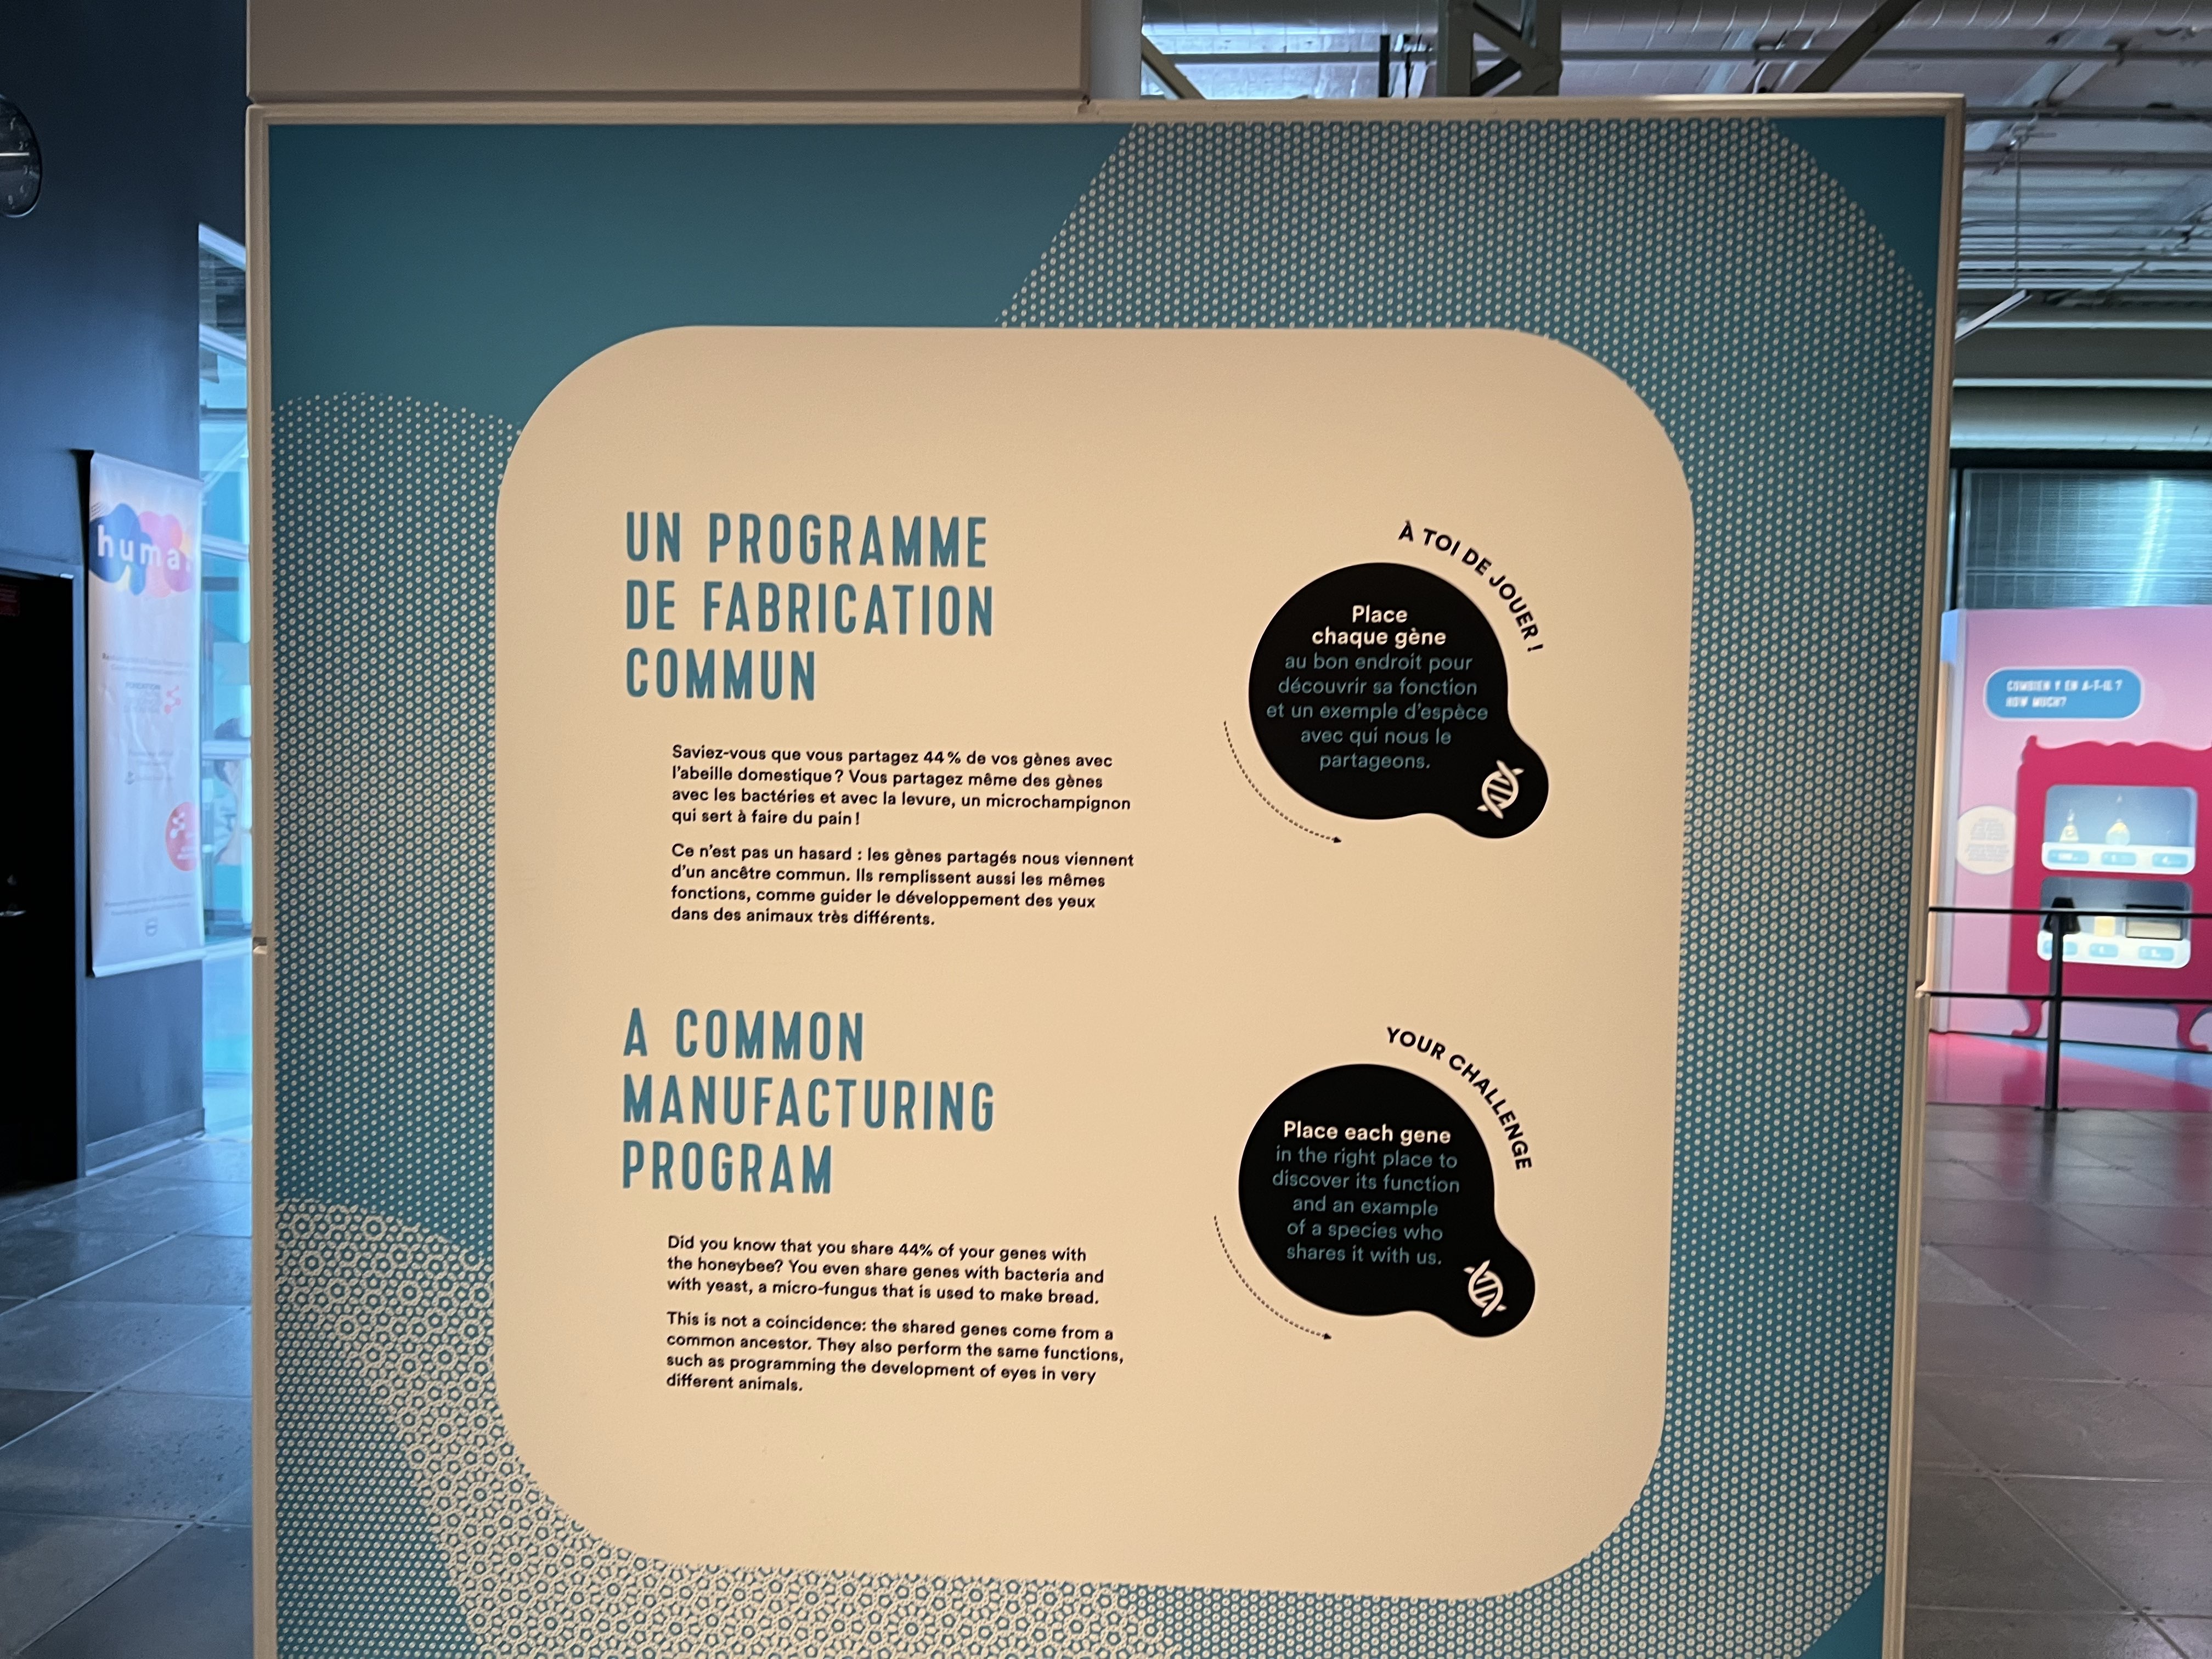 UN PROGRAMME
DE FABRICATION
COMMUN
Saviez-vous que vous partagez 44 % de vos gènes avec
l'abeille domestique ? Vous partagez même des gènes
avec les bactéries et avec la levure, un microchampignon
qui sert à faire du pain !
Ce n'est pas un hasard : les gènes partagés nous viennent
d'un ancêtre commun. Ils remplissent aussi les mêmes
fonctions, comme guider le développement des yeux
dans des animaux très différents.
À TOI DE JOUER !
Place
chaque gène
au bon endroit pour
découvrir sa fonction
et un exemple d'espèce
avec qui nous le
partageons.
A COMMON
MANUFACTURING
PROGRAM
Did you know that you share 44% of your genes with
the honeybee? You even share genes with bacteria and
with yeast, a micro-fungus that is used to make bread.
This is not a coincidence: the shared genes come from a
common ancestor. They also perform the same functions,
such as programming the development of eyes in very
different animals.
YOUR CHALLENGE
Place each gene
in the right place to
discover its function
and an example
of a species who
shares it with us.
COMBIEN Y EN A-T-IL ?
HOW MUCH?